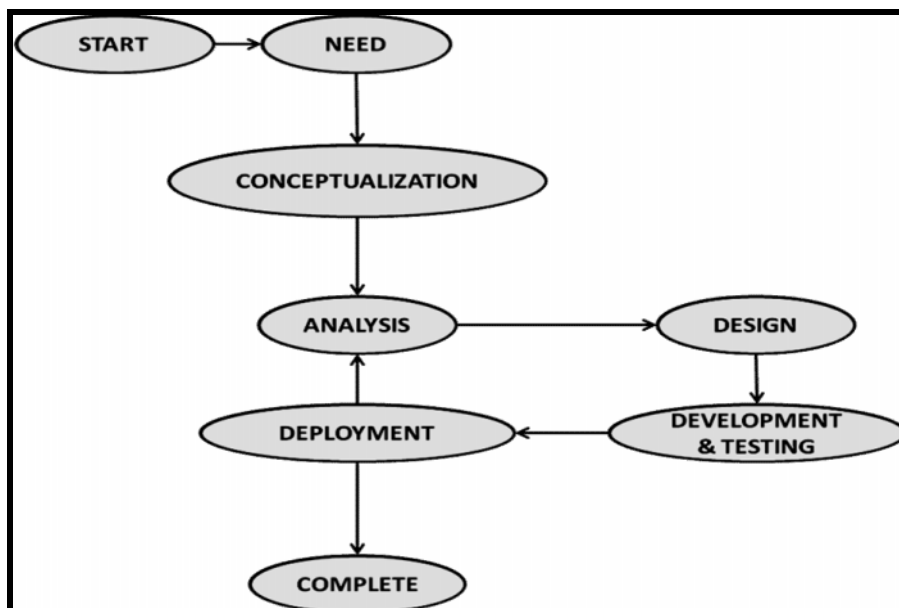 START
NEED
CONCEPTUALIZATION
ANALYSIS
DESIGN
DEPLOYMENT
DEVELOPMENT
& TESTING
COMPLETE